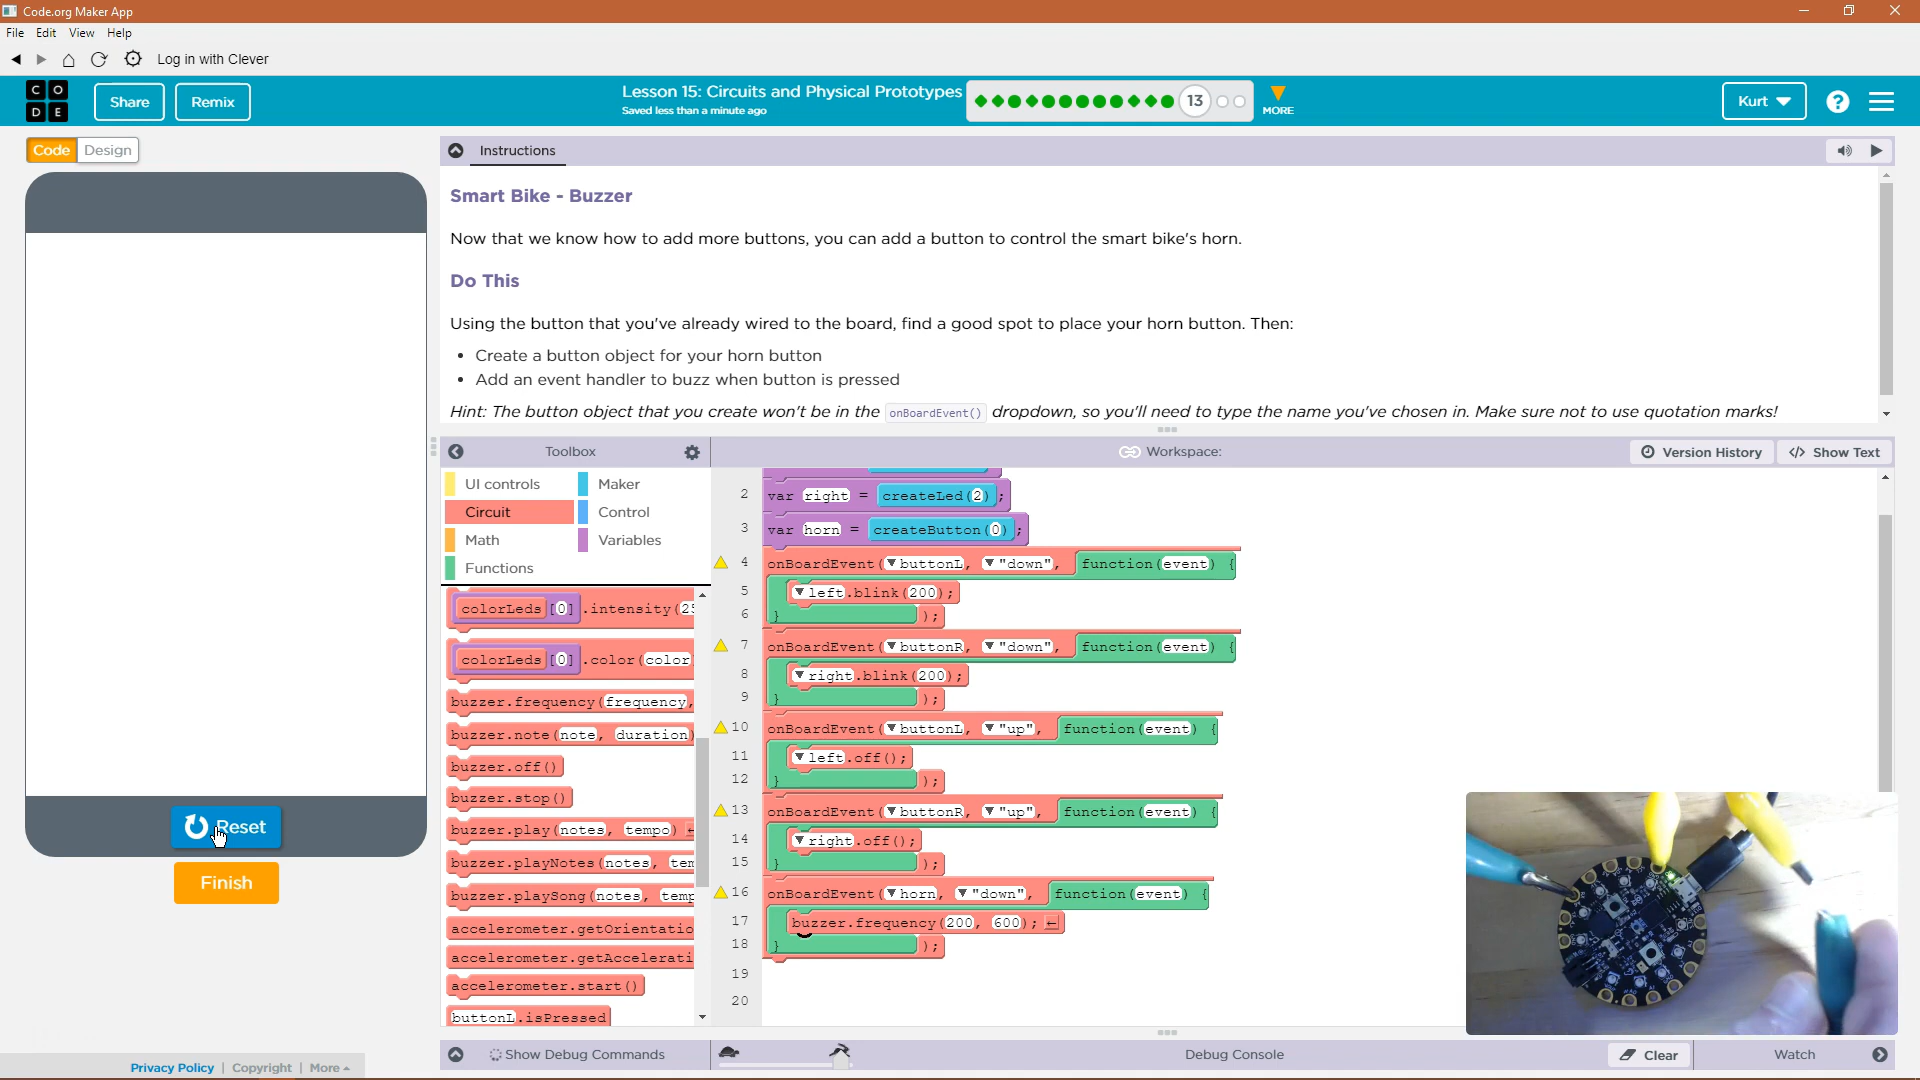 Code.org Maker App
File Edit View Help
Log in with Clever
C O D E
Share
Remix
Lesson 15: Circuits and Physical Prototypes
Saved less than a minute ago
13
MORE
Kurt
?
Code Design
Instructions
Smart Bike - Buzzer
Now that we know how to add more buttons, you can add a button to control the smart bike's horn.
Do This
Using the button that you've already wired to the board, find a good spot to place your horn button. Then:
• Create a button object for your horn button
• Add an event handler to buzz when button is pressed
Hint: The button object that you create won't be in the onBoardEvent() dropdown, so you'll need to type the name you've chosen in. Make sure not to use quotation marks!
Toolbox
Workspace:
Version History
</> Show Text
UI controls
Maker
Circuit
Control
Math
Variables
Functions
colorLeds[0].intensity(25
colorLeds[0].color(color
buzzer.frequency(frequency,
buzzer.note(note, duration)
buzzer.off()
buzzer.stop()
buzzer.play(notes, tempo)
buzzer.playNotes(notes, tem
buzzer.playSong(notes, temp
accelerometer.getOrientatio
accelerometer.getAccelerati
accelerometer.start()
buttonL.isPressed
2 var right = createLed(2);
3 var horn = createButton(0);
4 onBoardEvent(▼buttonL, ▼"down", function(event) {
5 ▼left.blink(200);
6 } );
7 onBoardEvent(▼buttonR, ▼"down", function(event) {
8 ▼right.blink(200);
9 } );
10 onBoardEvent(▼buttonL, ▼"up", function(event) {
11 ▼left.off();
12 } );
13 onBoardEvent(▼buttonR, ▼"up", function(event) {
14 ▼right.off();
15 } );
16 onBoardEvent(▼horn, ▼"down", function(event) {
17 buzzer.frequency(200, 600);
18 } );
19
20
Reset
Finish
Privacy Policy | Copyright | More
Show Debug Commands
Debug Console
Clear
Watch